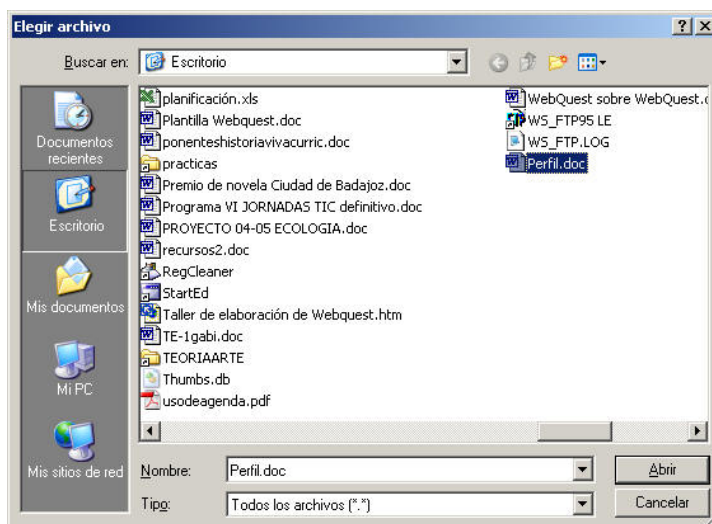 Elegir archivo
Buscar en:
Escritorio
Documentos
recientes
Escritorio
Mis documentos
Mi PC
Mis sitios de red
planificación.xls
Plantilla Webquest.doc
ponenteshistoriavivacurric.doc
practicas
Premio de novela Ciudad de Badajoz.doc
Programa VI JORNADAS TIC definitivo.doc
PROYECTO 04-05 ECOLOGIA.doc
recursos2.doc
RegCleaner
StartEd
Taller de elaboración de Webquest.htm
TE-1gabi.doc
TEORIAARTE
Thumbs.db
usodeagenda.pdf
WebQuest sobre WebQuest.d
WS_FTP95 LE
WS_FTP.LOG
Perfil.doc
Nombre:
Perfil.doc
Abrir
Tipo:
Todos los archivos (*.*)
Cancelar